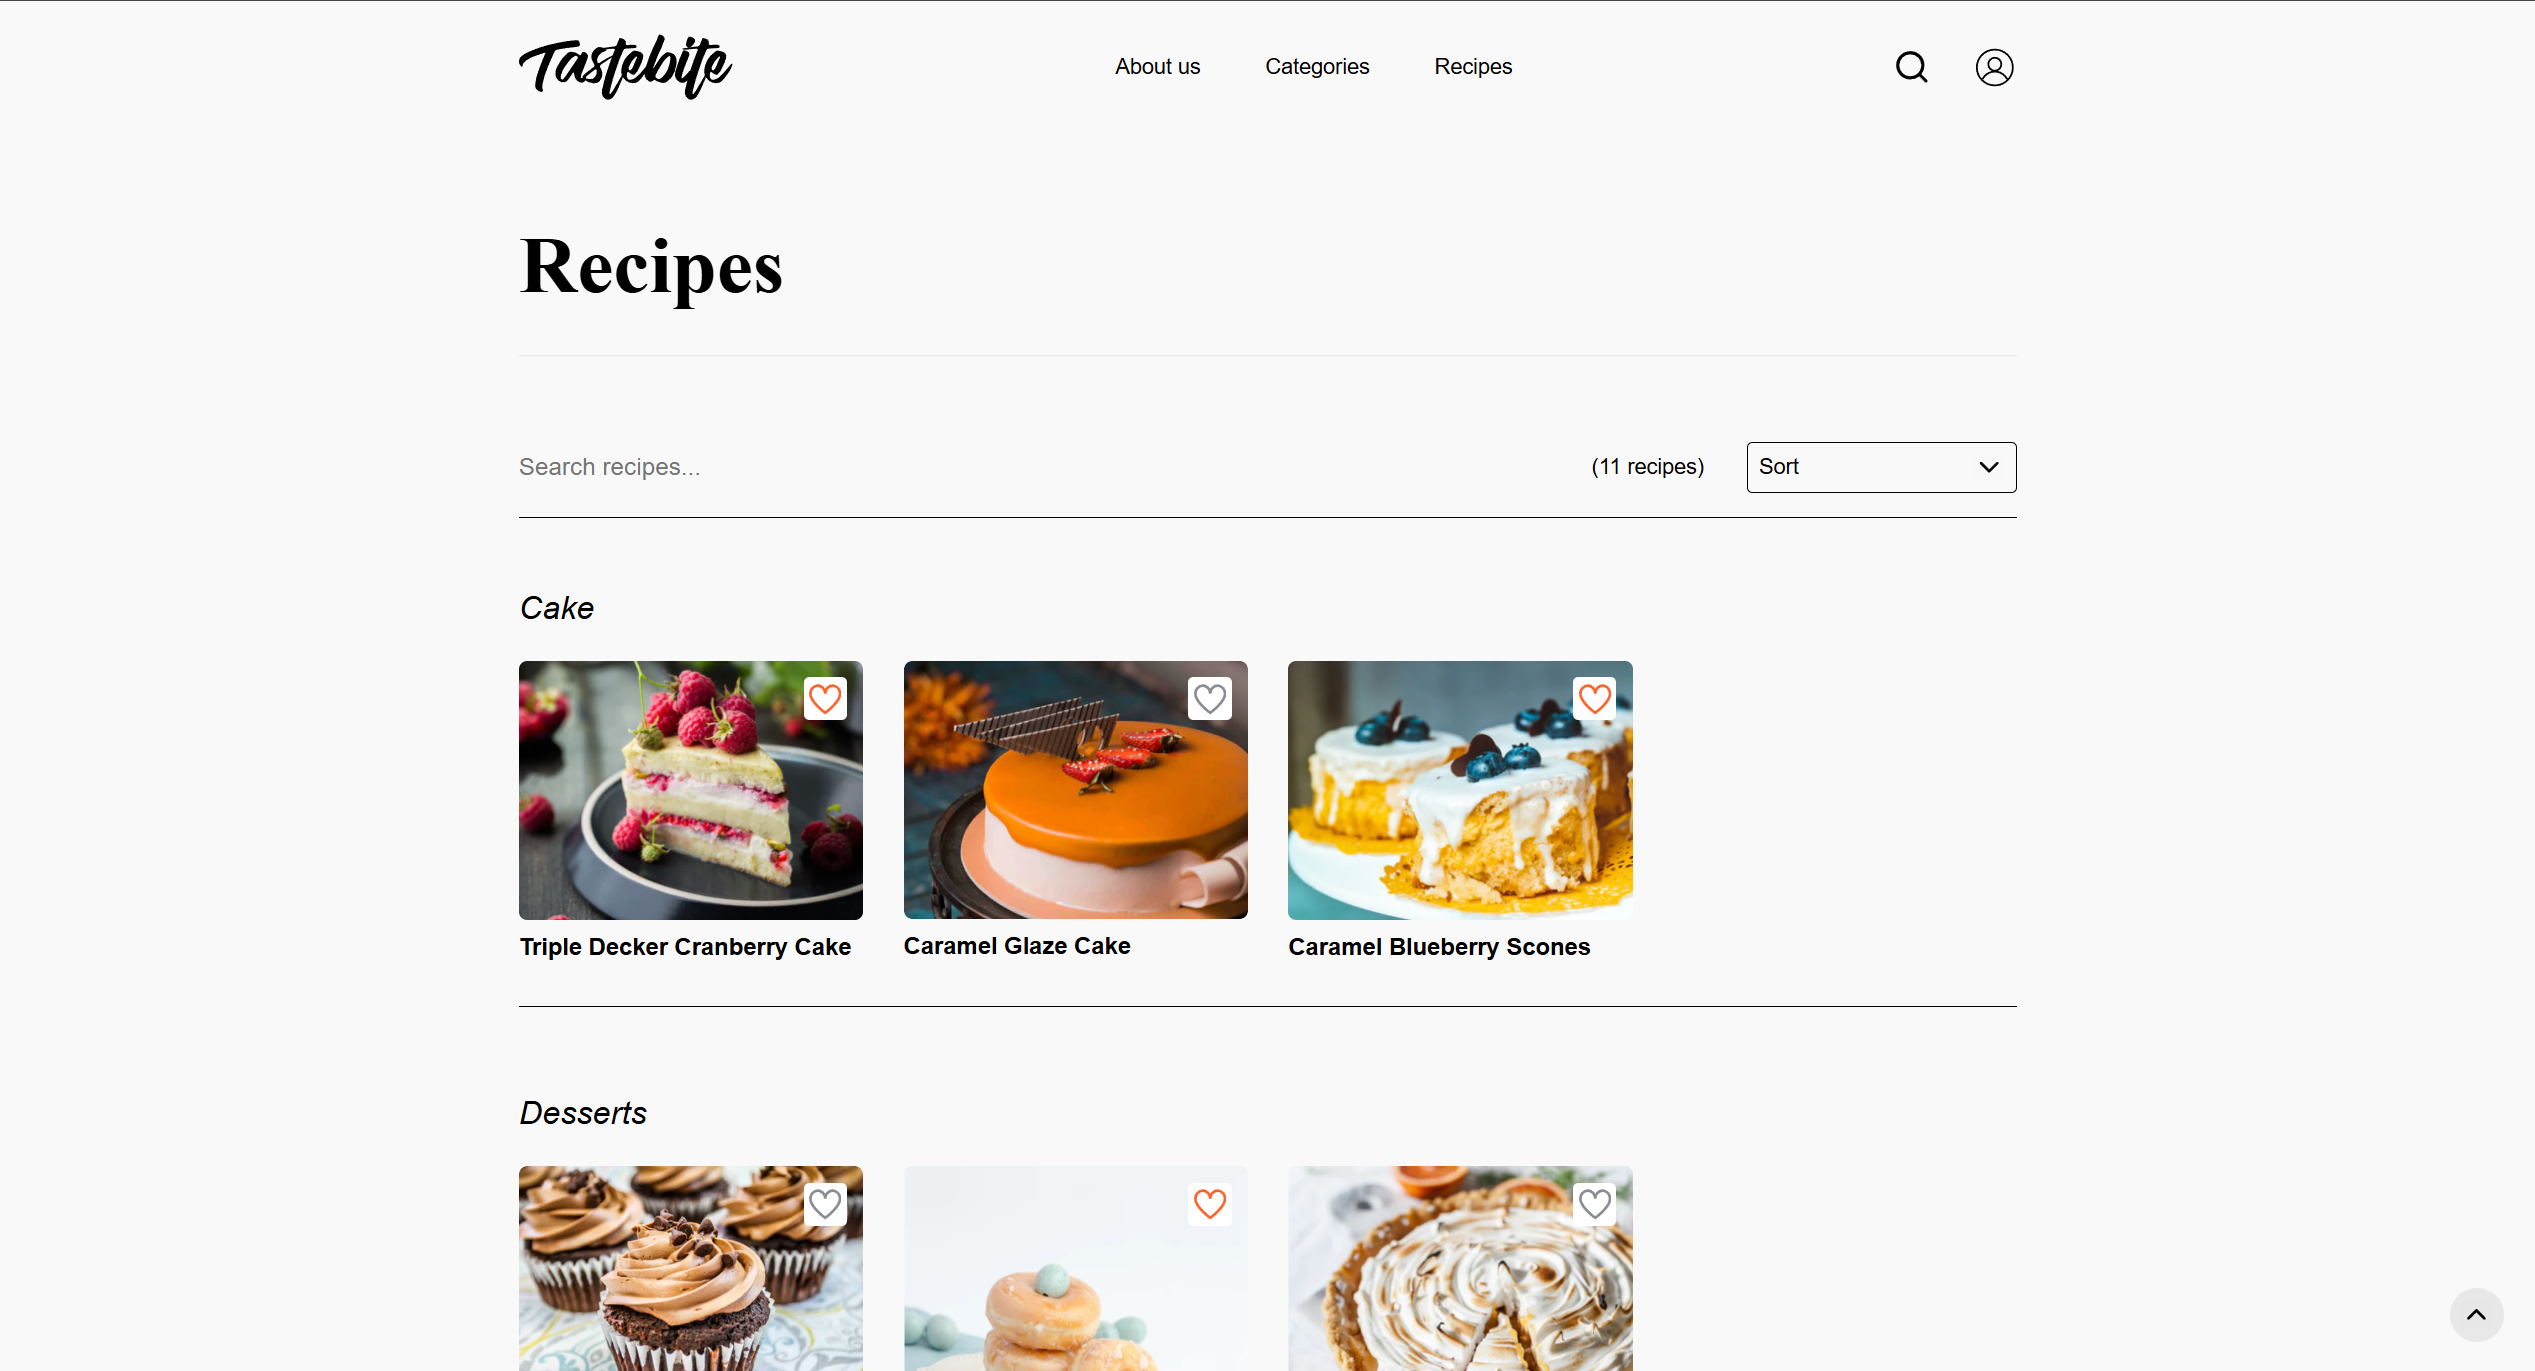 Tastebite
About us Categories Recipes
Recipes
Search recipes... (11 recipes) Sort
Cake
Triple Decker Cranberry Cake Caramel Glaze Cake Caramel Blueberry Scones
Desserts